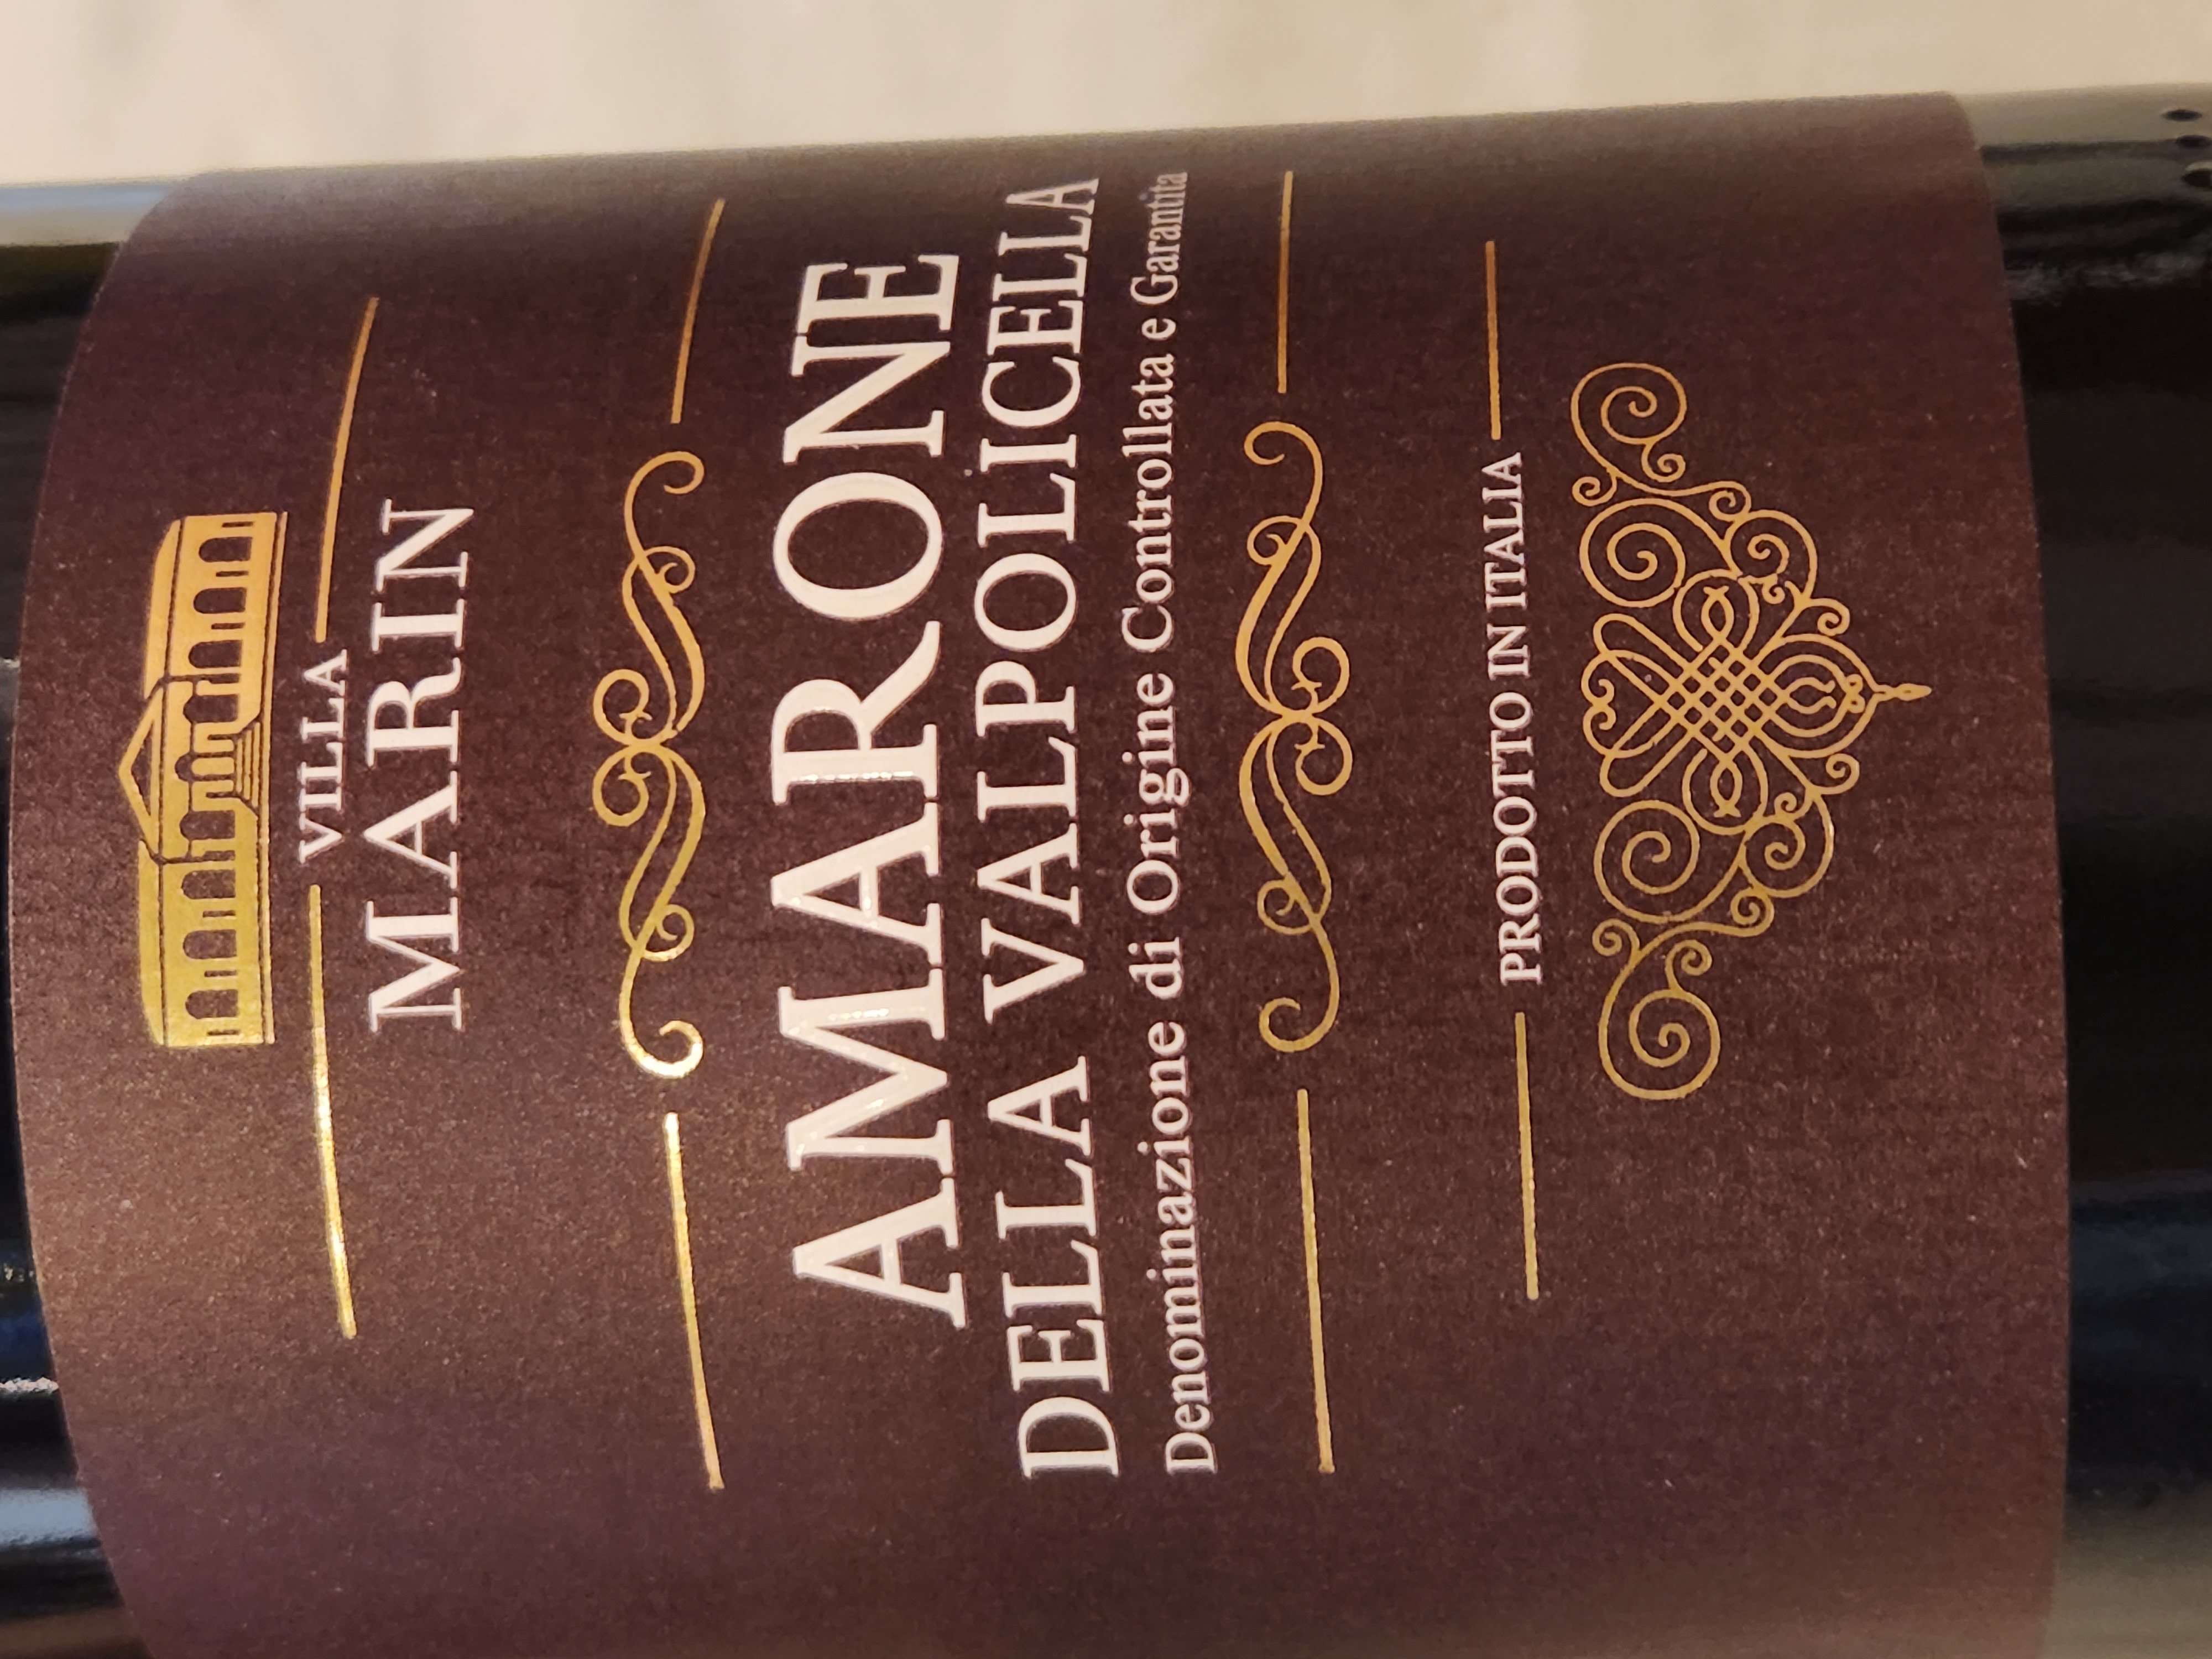 VILLA
MARIN
AMARONE
DELLA VALPOLICELLA
Denominazione di Origine Controllata e Garantita
PRODOTTO IN ITALIA